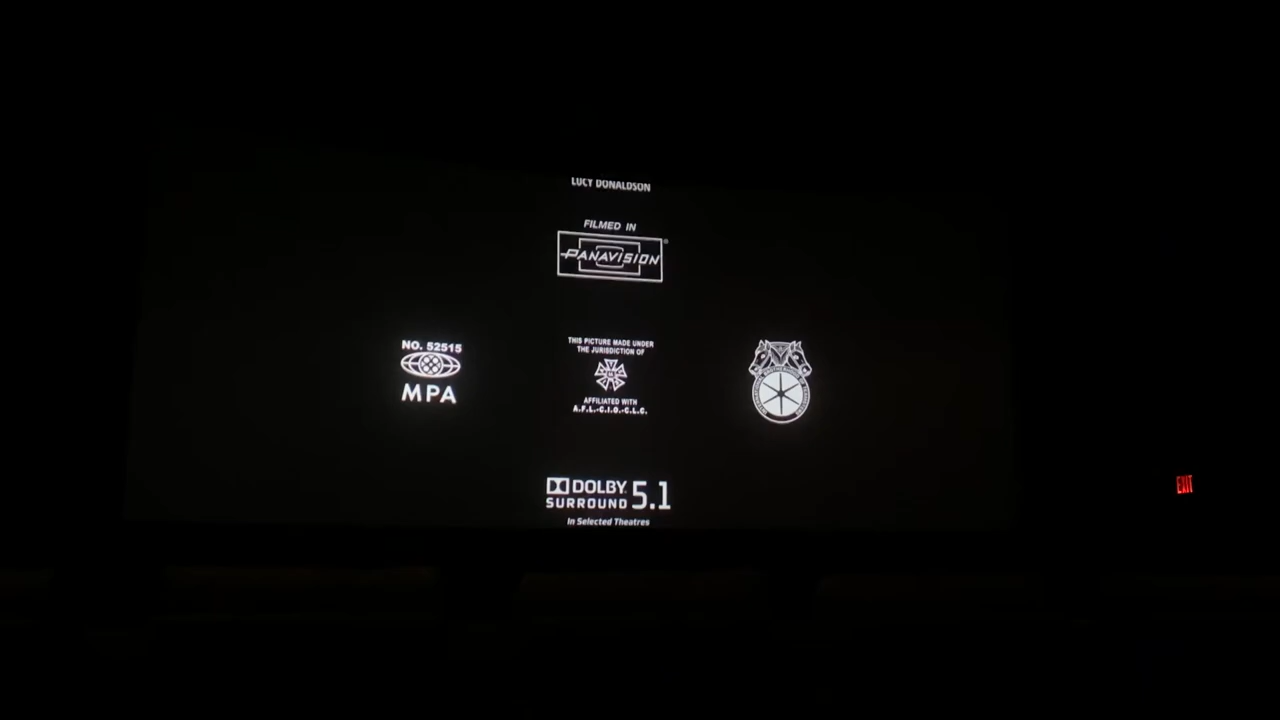 LUCY DONALDSON
FILMED IN
PANAVISION®
NO. 52515
MPA
THIS PICTURE MADE UNDER
THE JURISDICTION OF
AFFILIATED WITH
A.F.L.-C.I.O.-C.L.C.
DOLBY
SURROUND 5.1
In Selected Theatres
EXIT